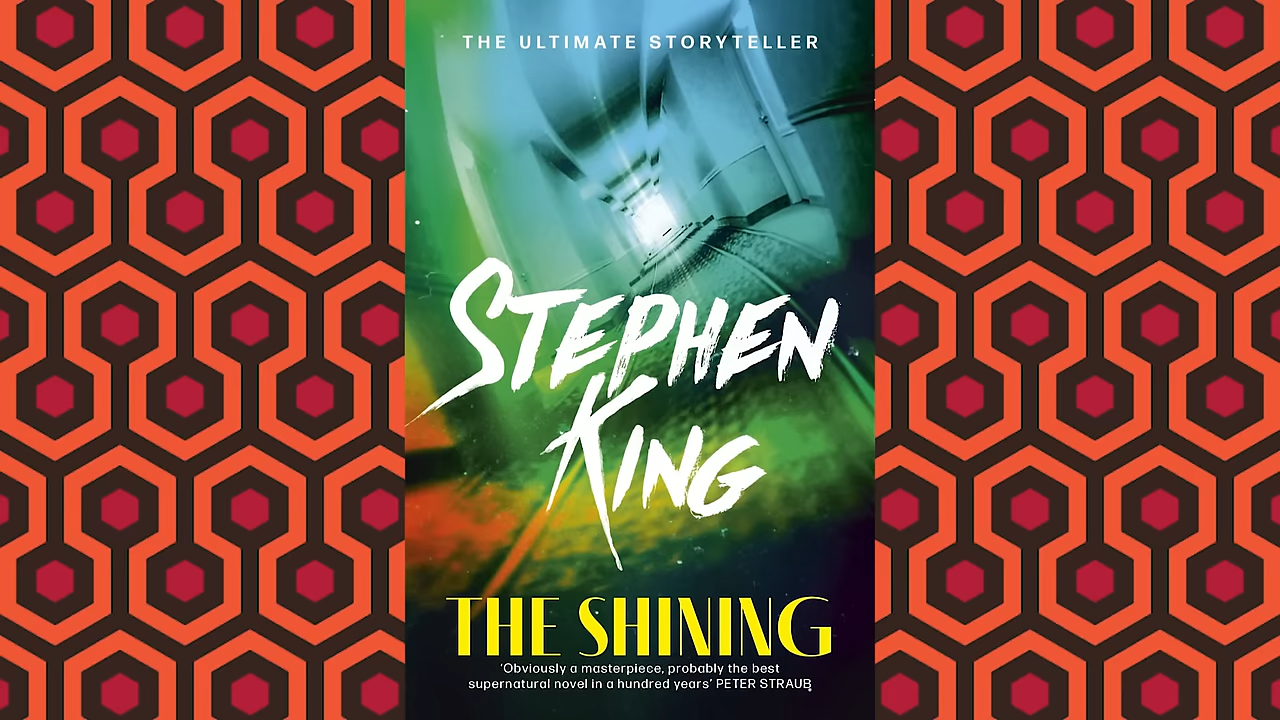 THE ULTIMATE STORYTELLER
STEPHEN
KING
THE SHINING
‘Obviously a masterpiece, probably the best
supernatural novel in a hundred years’ PETER STRAUB